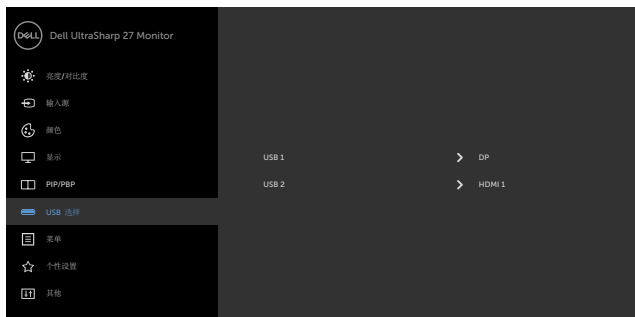 DELL Dell UltraSharp 27 Monitor
亮度/对比度
输入源
颜色
显示
USB 1 DP
PIP/PBP
USB 2 HDMI 1
USB 选择
菜单
个性设置
其他